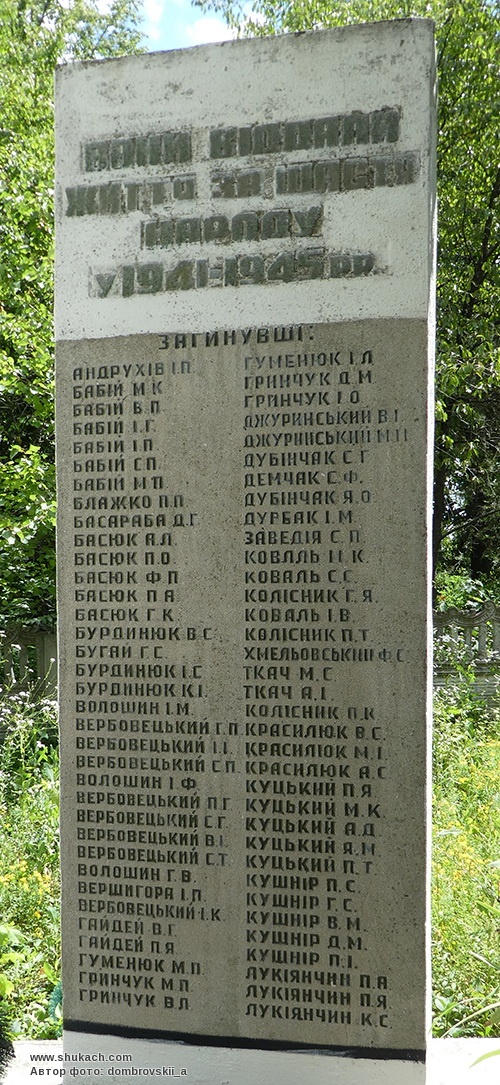 ВОНИ ВІДДАЛИ
ЖИТТЯ ЗА ЩАСТЯ
НАРОДУ
У 1941-1945 РР.
ЗАГИНУВШІ:
АНДРУХІВ І.П.
БАБІЙ М.К.
БАБІЙ В.П.
БАБІЙ І.Г.
БАБІЙ І.П.
БАБІЙ С.П.
БАБІЙ М.П.
БЛАЖКО П.П.
БАСАРАБА Д.Г.
БАСЮК А.Л.
БАСЮК П.О.
БАСЮК Ф.П.
БАСЮК П.А.
БАСЮК Г.К.
БУРДИНЮК В.С.
БУГАЙ Г.С.
БУРДИНЮК І.С.
БУРДИНЮК К.І.
ВОЛОШИН І.М.
ВЕРБОВЕЦЬКИЙ Г.П.
ВЕРБОВЕЦЬКИЙ І.І.
ВЕРБОВЕЦЬКИЙ С.П.
ВОЛОШИН І.Ф.
ВЕРБОВЕЦЬКИЙ П.Г.
ВЕРБОВЕЦЬКИЙ С.Г.
ВЕРБОВЕЦЬКИЙ В.І.
ВЕРБОВЕЦЬКИЙ С.Т.
ВОЛОШИН Г.В.
ВЕРШИГОРА І.П.
ВЕРБОВЕЦЬКИЙ І.К.
ГАЙДЕЙ В.Г.
ГАЙДЕЙ П.Я.
ГУМЕНЮК М.П.
ГРИНЧУК М.П.
ГРИНЧУК В.Л.
ГУМЕНЮК І.Л.
ГРИНЧУК Д.М.
ГРИНЧУК І.О.
ДЖУРИНСЬКИЙ В.І.
ДЖУРИНСЬКИЙ
ДУБІНЧАК С.Г.
ДЕМЧАК С.Ф.
ДУБІНЧАК Я.О.
ДУРБАК І.М.
ЗАВЕДІЯ С.П.
КОВАЛЬ М.К.
КОВАЛЬ С.С.
КОЛІСНИК Г.Я.
КОВАЛЬ І.В.
КОЛІСНИК П.Т.
ХМЕЛЬОВСЬКИЙ Ф.С.
ТКАЧ М.С.
ТКАЧ А.І.
КОЛІСНИК П.К.
КРАСИЛЮК В.С.
КРАСИЛЮК М.І.
КРАСИЛЮК А.С.
КУЦЬКИЙ П.Я.
КУЦЬКИЙ М.К.
КУЦЬКИЙ А.Д.
КУЦЬКИЙ Я.М.
КУЦЬКИЙ П.Т.
КУШНІР П.С.
КУШНІР Г.С.
КУШНІР В.М.
КУШНІР Д.М.
КУШНІР П.І.
ЛУКІЯНЧИН П.А.
ЛУКІЯНЧИН П.Я.
ЛУКІЯНЧИН К.С.
www.shukach.com
Автор фото: dombrovskii_a